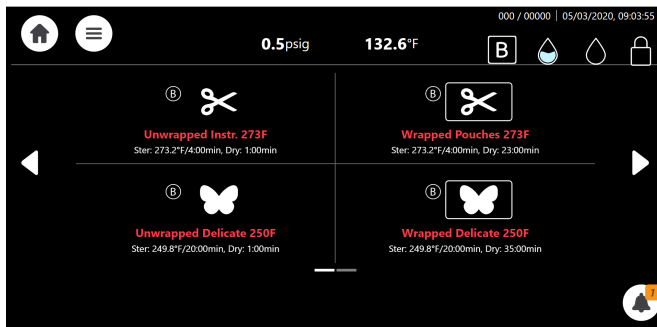 000 / 00000 | 05/03/2020, 09:03:55
0.5psig 132.6°F B
B B
Unwrapped Instr. 273F Wrapped Pouches 273F
Ster: 273.2°F/4:00min, Dry: 1:00min Ster: 273.2°F/4:00min, Dry: 23:00min
B B
Unwrapped Delicate 250F Wrapped Delicate 250F
Ster: 249.8°F/20:00min, Dry: 1:00min Ster: 249.8°F/20:00min, Dry: 35:00min
1